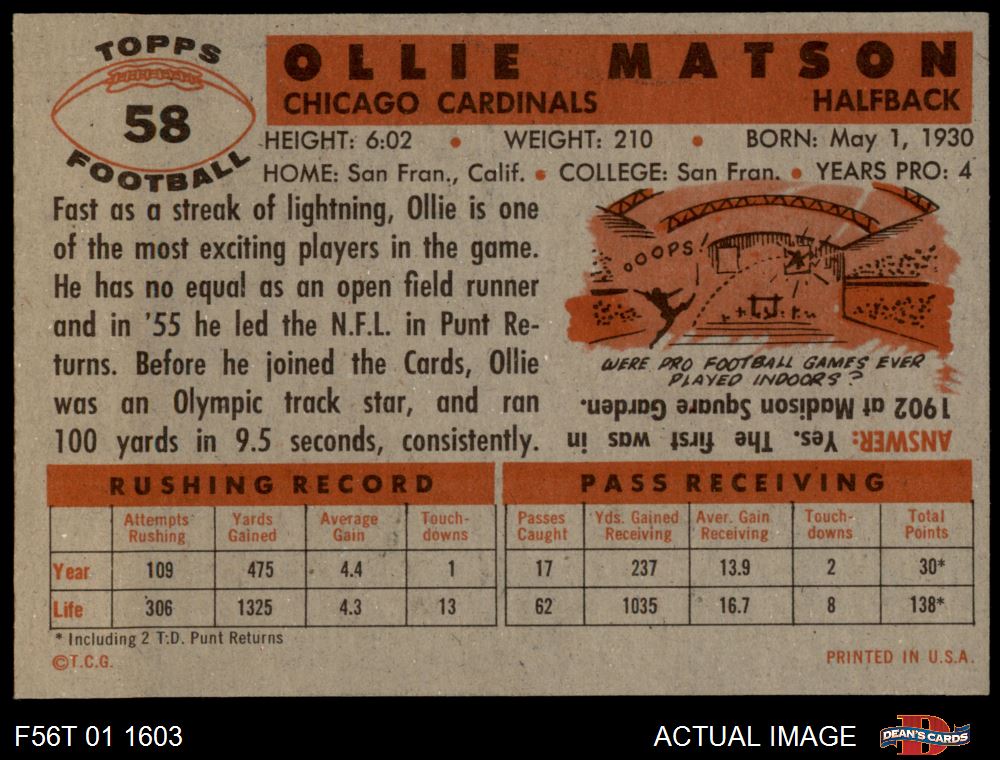 TOPPS
58
FOOTBALL
OLLIE MATSON
CHICAGO CARDINALS HALFBACK
HEIGHT: 6:02 • WEIGHT: 210 • BORN: May 1, 1930
HOME: San Fran., Calif. • COLLEGE: San Fran. • YEARS PRO: 4
Fast as a streak of lightning, Ollie is one
of the most exciting players in the game.
He has no equal as an open field runner
and in '55 he led the N.F.L. in Punt Re-
turns. Before he joined the Cards, Ollie
was an Olympic track star, and ran
100 yards in 9.5 seconds, consistently.
OOOPS!
WERE PRO FOOTBALL GAMES EVER
PLAYED INDOORS?
ANSWER: Yes. The first was in
1902 at Madison Square Garden.
RUSHING RECORD
Attempts Rushing Yards Gained Average Gain Touch-downs
Year 109 475 4.4 1
Life 306 1325 4.3 13
PASS RECEIVING
Passes Caught Yds. Gained Receiving Aver. Gain Receiving Touch-downs Total Points
17 237 13.9 2 30*
62 1035 16.7 8 138*
* Including 2 T.D. Punt Returns
©T.C.G. PRINTED IN U.S.A.
F56T 01 1603 ACTUAL IMAGE DEAN'S CARDS